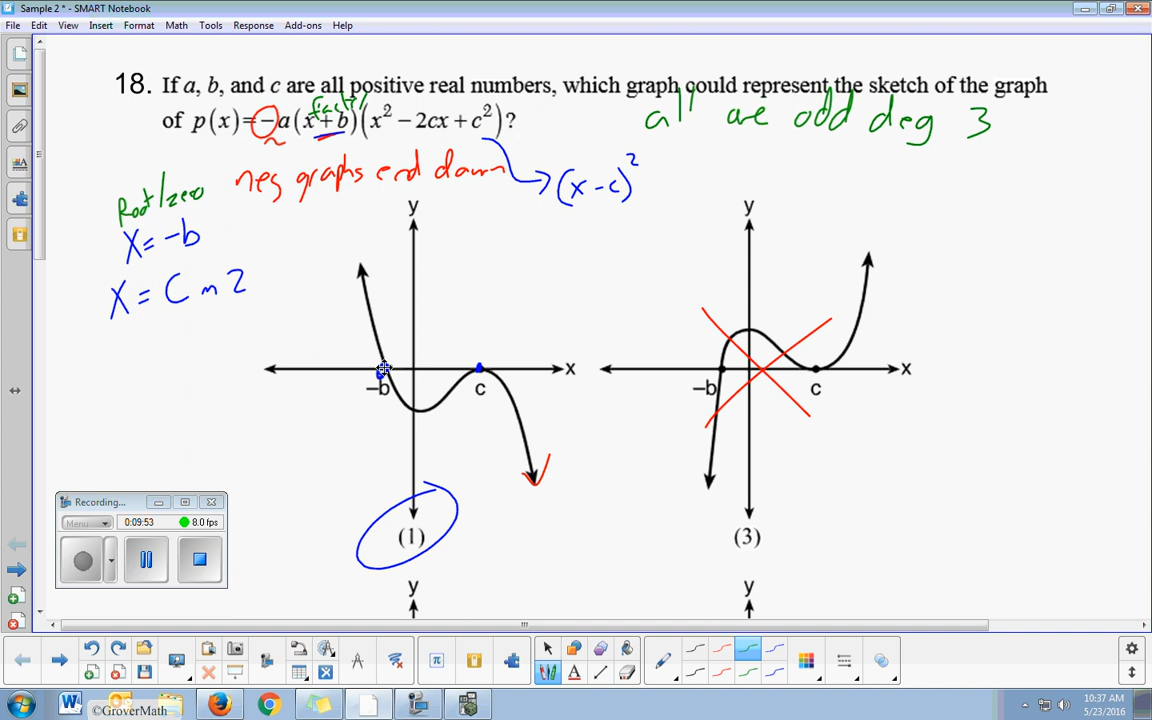 Sample 2 * - SMART Notebook
File Edit View Insert Format Math Tools Response Add-ons Help
18. If a, b, and c are all positive real numbers, which graph could represent the sketch of the graph
of p(x)=−a(x+b)(x² − 2cx + c²)?
factor
all are odd deg 3
neg graphs end down
(x-c)²
Root/zero
X = -b
X = C m 2
y
x
-b
c
(1)
y
x
-b
c
(3)
y
y
Recording...
Menu
0:09:53
8.0 fps
©GroverMath
10:37 AM
5/23/2016